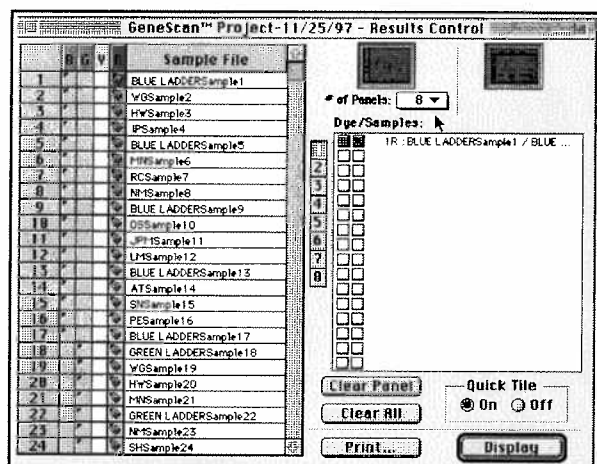 GeneScan™ Project-11/25/97 - Results Control
B G Y R Sample File
1 BLUE LADDERSample1
2 WGSample2
3 HWSample3
4 IPSample4
5 BLUE LADDERSample5
6 MNSample6
7 RCSample7
8 NMSample8
9 BLUE LADDERSample9
10 OSSample10
11 JPMSample11
12 LMSample12
13 BLUE LADDERSample13
14 ATSample14
15 SNSample15
16 PESample16
17 BLUE LADDERSample17
18 GREEN LADDERSample18
19 WGSample19
20 HWSample20
21 MNSample21
22 GREEN LADDERSample22
23 NMSample23
24 SHSample24
# of Panels: 8
Dye/Samples:
1R : BLUE LADDERSample1 / BLUE ...
2
3
4
5
6
7
8
Clear Panel
Clear All
Quick Tile
On Off
Print...
Display